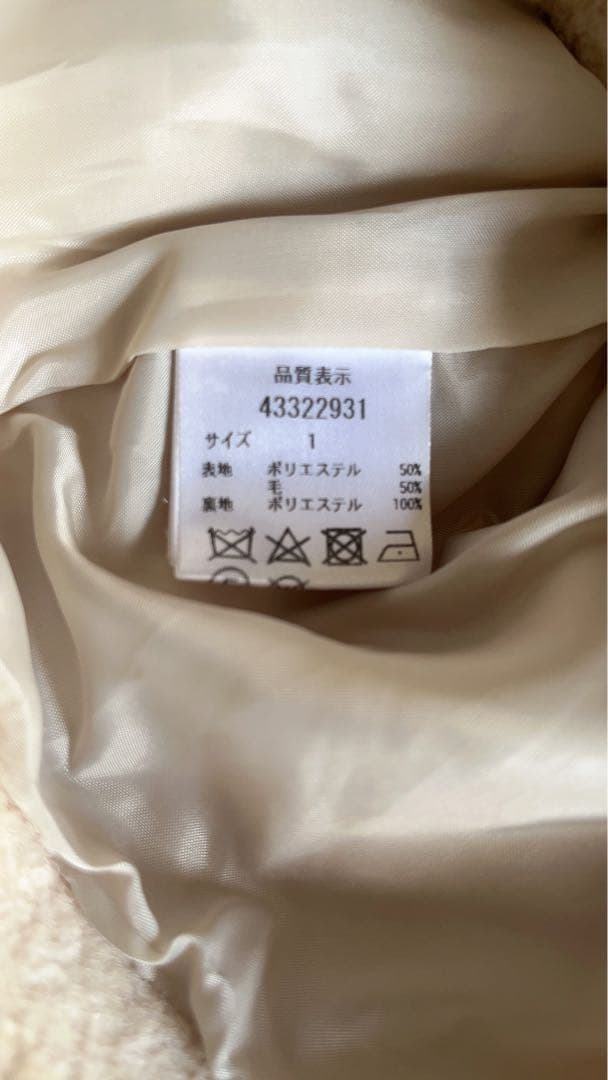 品質表示
43322931
サイズ 1
表地 ポリエステル 50%
毛 50%
裏地 ポリエステル 100%